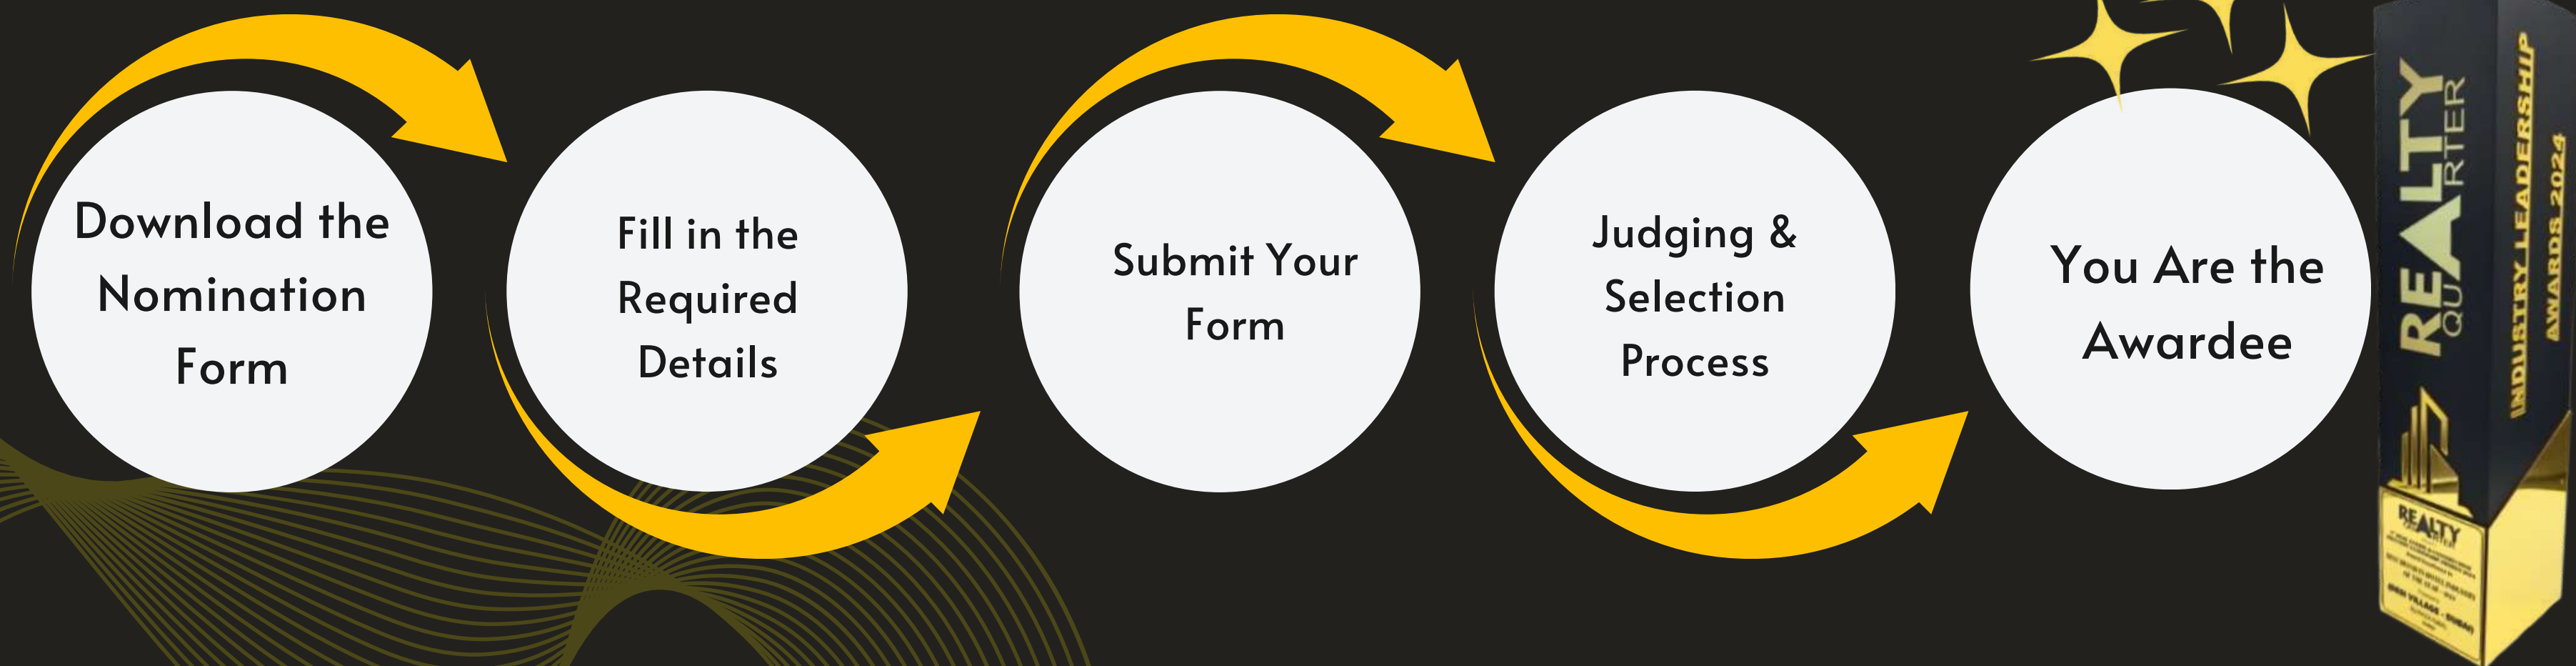 Download the
Nomination
Form
Fill in the
Required
Details
Submit Your
Form
Judging &
Selection
Process
You Are the
Awardee
REALTY
QUARTER
INDUSTRY LEADERSHIP
AWARDS 2024
REALTY